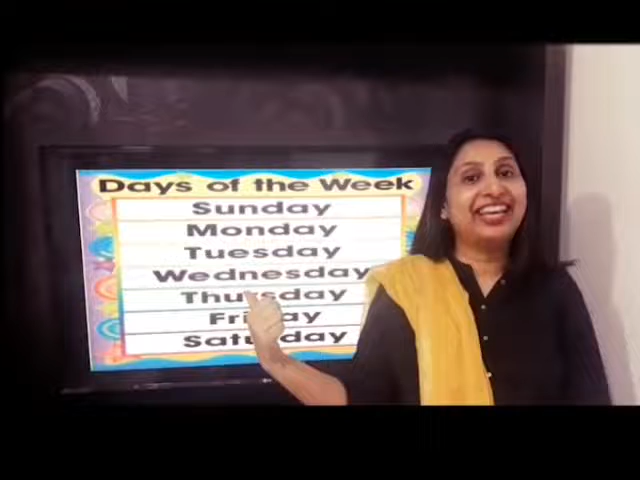 Days of the Week
Sunday
Monday
Tuesday
Wednesday
Thursday
Friday
Saturday